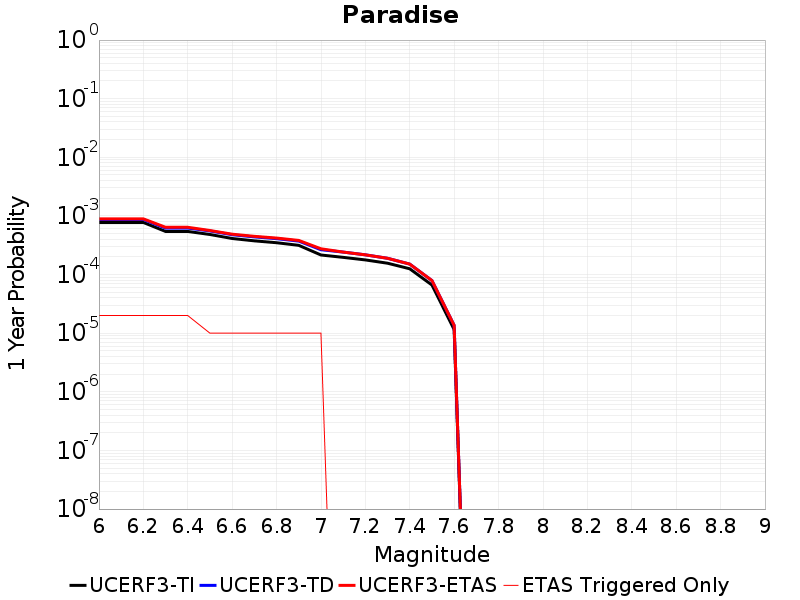 Paradise
10^0
10^-1
10^-2
10^-3
10^-4
10^-5
10^-6
10^-7
10^-8
1 Year Probability
6 6.2 6.4 6.6 6.8 7 7.2 7.4 7.6 7.8 8 8.2 8.4 8.6 8.8 9
Magnitude
UCERF3-TI UCERF3-TD UCERF3-ETAS ETAS Triggered Only